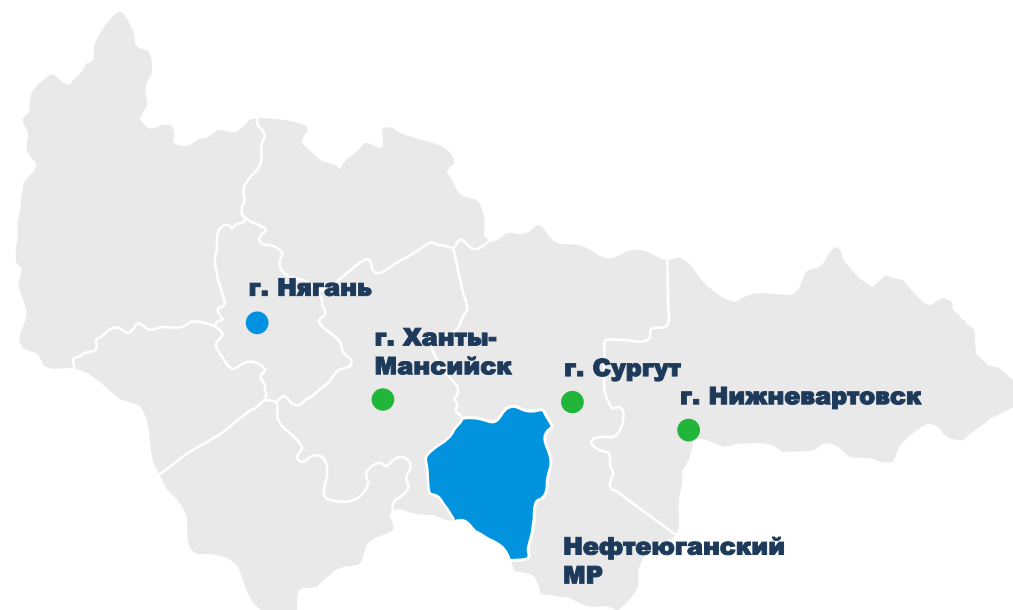 г. Нягань
г. Ханты-
Мансийск
г. Сургут
г. Нижневартовск
Нефтеюганский
МР